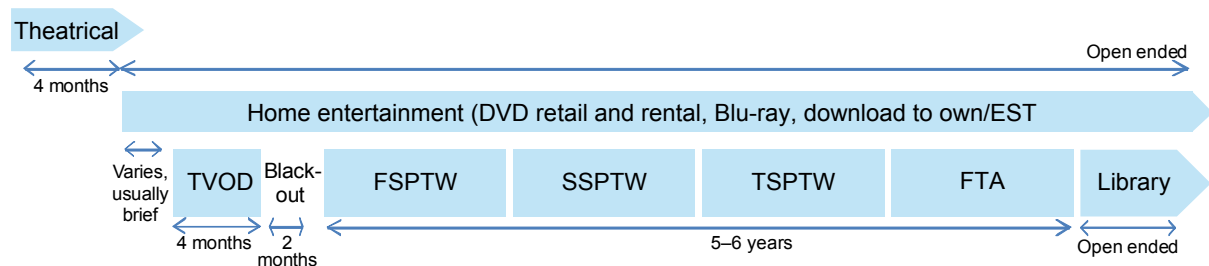 Theatrical
Open ended
4 months
Home entertainment (DVD retail and rental, Blu-ray, download to own/EST
Varies,
usually
brief
TVOD
Black-
out
FSPTW
SSPTW
TSPTW
FTA
Library
4 months
2
months
5–6 years
Open ended